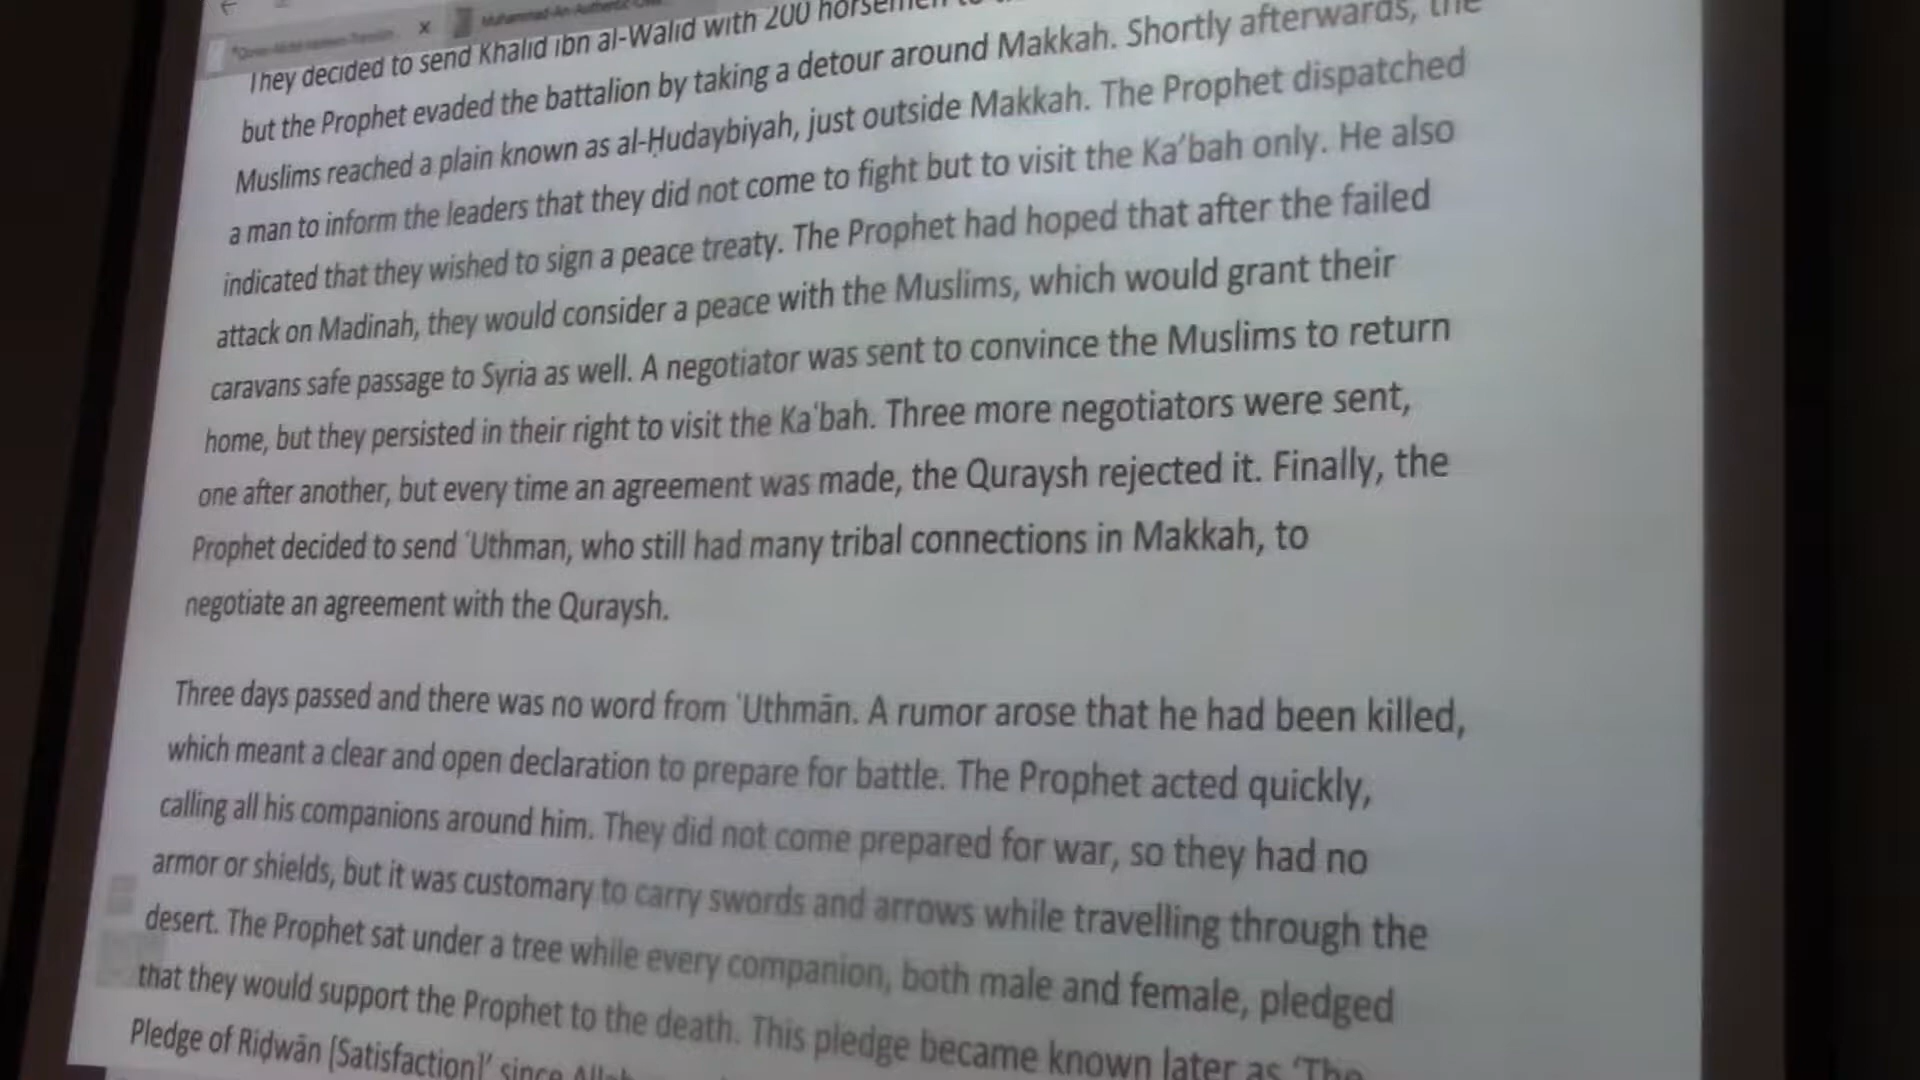 They decided to send Khalid ibn al-Walid with 200 horsemen to
but the Prophet evaded the battalion by taking a detour around Makkah. Shortly afterwards, the
Muslims reached a plain known as al-Ḥudaybiyah, just outside Makkah. The Prophet dispatched
a man to inform the leaders that they did not come to fight but to visit the Ka’bah only. He also
indicated that they wished to sign a peace treaty. The Prophet had hoped that after the failed
attack on Madinah, they would consider a peace with the Muslims, which would grant their
caravans safe passage to Syria as well. A negotiator was sent to convince the Muslims to return
home, but they persisted in their right to visit the Kaʿbah. Three more negotiators were sent,
one after another, but every time an agreement was made, the Quraysh rejected it. Finally, the
Prophet decided to send ʿUthman, who still had many tribal connections in Makkah, to
negotiate an agreement with the Quraysh.
Three days passed and there was no word from ʿUthmān. A rumor arose that he had been killed,
which meant a clear and open declaration to prepare for battle. The Prophet acted quickly,
calling all his companions around him. They did not come prepared for war, so they had no
armor or shields, but it was customary to carry swords and arrows while travelling through the
desert. The Prophet sat under a tree while every companion, both male and female, pledged
that they would support the Prophet to the death. This pledge became known later as ‘The
Pledge of Riḍwān [Satisfaction]’ since Allah